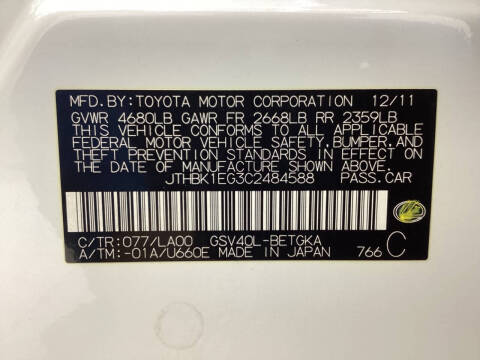 MFD. BY: TOYOTA MOTOR CORPORATION 12/11
GVWR 4680LB GAWR FR 2668LB RR 2359LB
THIS VEHICLE CONFORMS TO ALL APPLICABLE
FEDERAL MOTOR VEHICLE SAFETY, BUMPER, AND
THEFT PREVENTION STANDARDS IN EFFECT ON
THE DATE OF MANUFACTURE SHOWN ABOVE.
JTHBK1EG3C2484588 PASS. CAR
C/TR: 077/LA00 GSV40L-BETGKA
A/TM: -01A/U660E MADE IN JAPAN 766 C